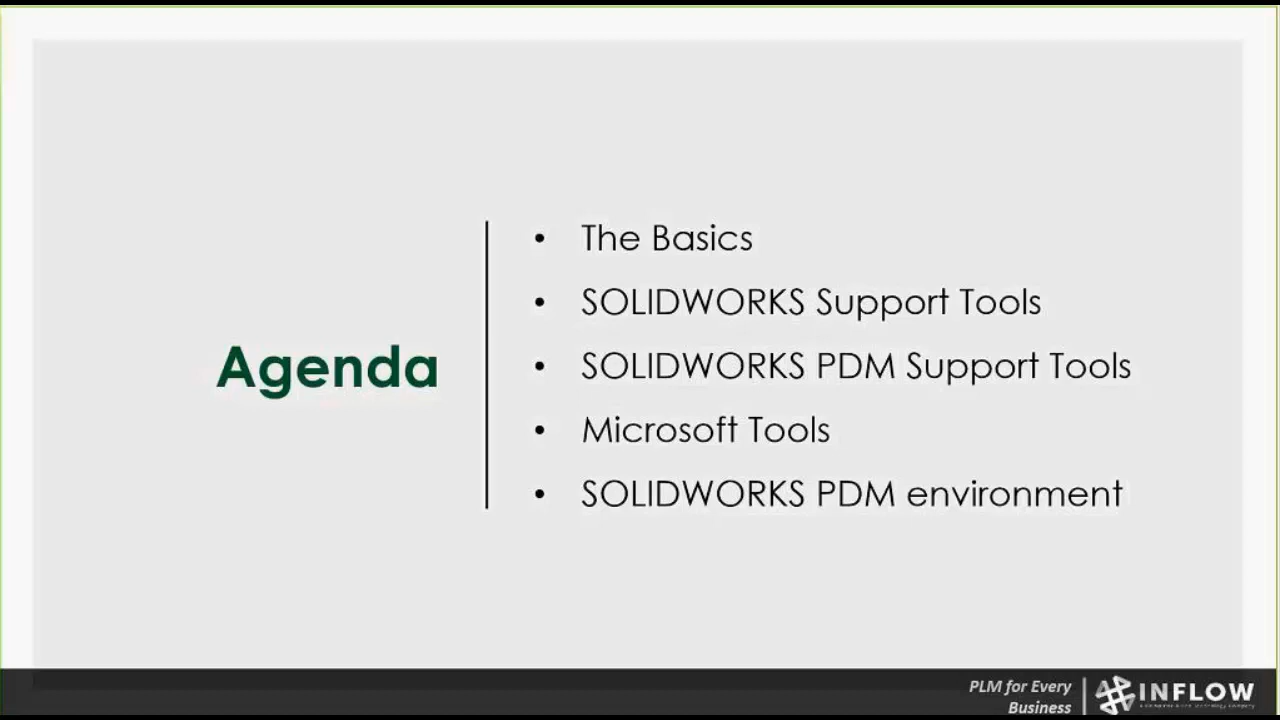 Agenda
• The Basics
• SOLIDWORKS Support Tools
• SOLIDWORKS PDM Support Tools
• Microsoft Tools
• SOLIDWORKS PDM environment
PLM for Every
Business
INFLOW